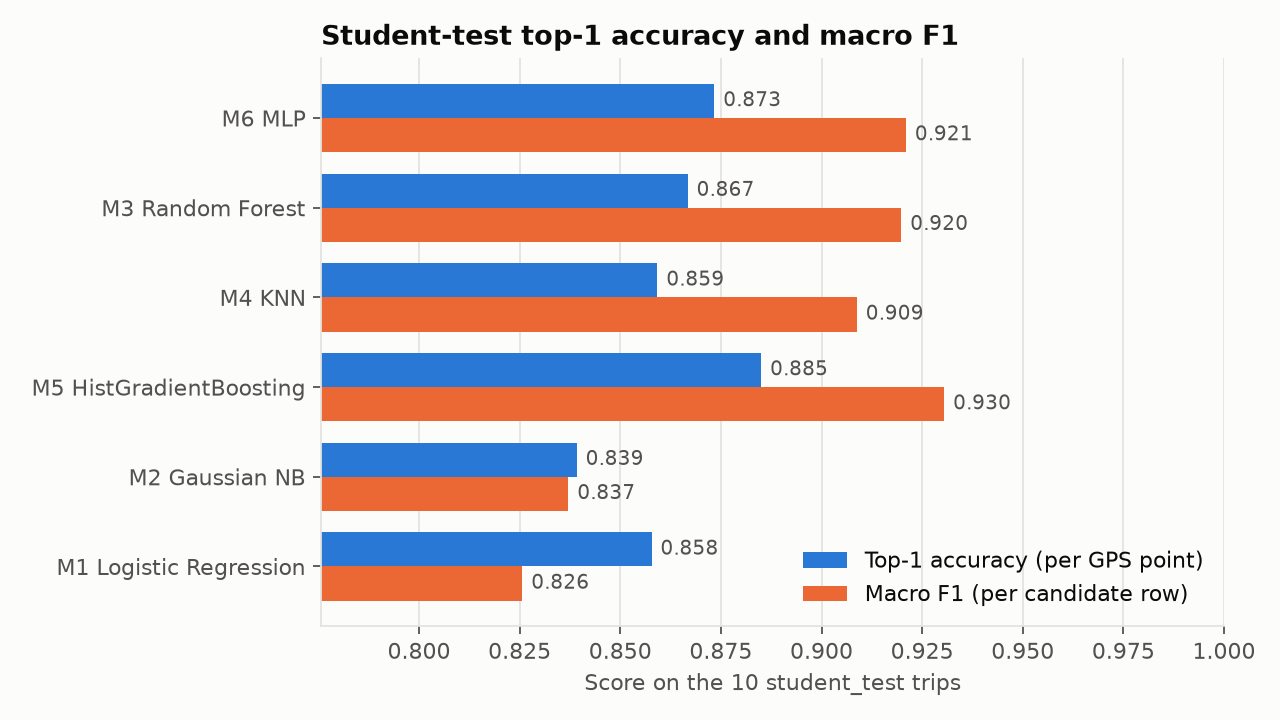 Student-test top-1 accuracy and macro F1
M6 MLP
0.873
0.921
M3 Random Forest
0.867
0.920
M4 KNN
0.859
0.909
M5 HistGradientBoosting
0.885
0.930
M2 Gaussian NB
0.839
0.837
M1 Logistic Regression
0.858
0.826
Top-1 accuracy (per GPS point)
Macro F1 (per candidate row)
0.800 0.825 0.850 0.875 0.900 0.925 0.950 0.975 1.000
Score on the 10 student_test trips